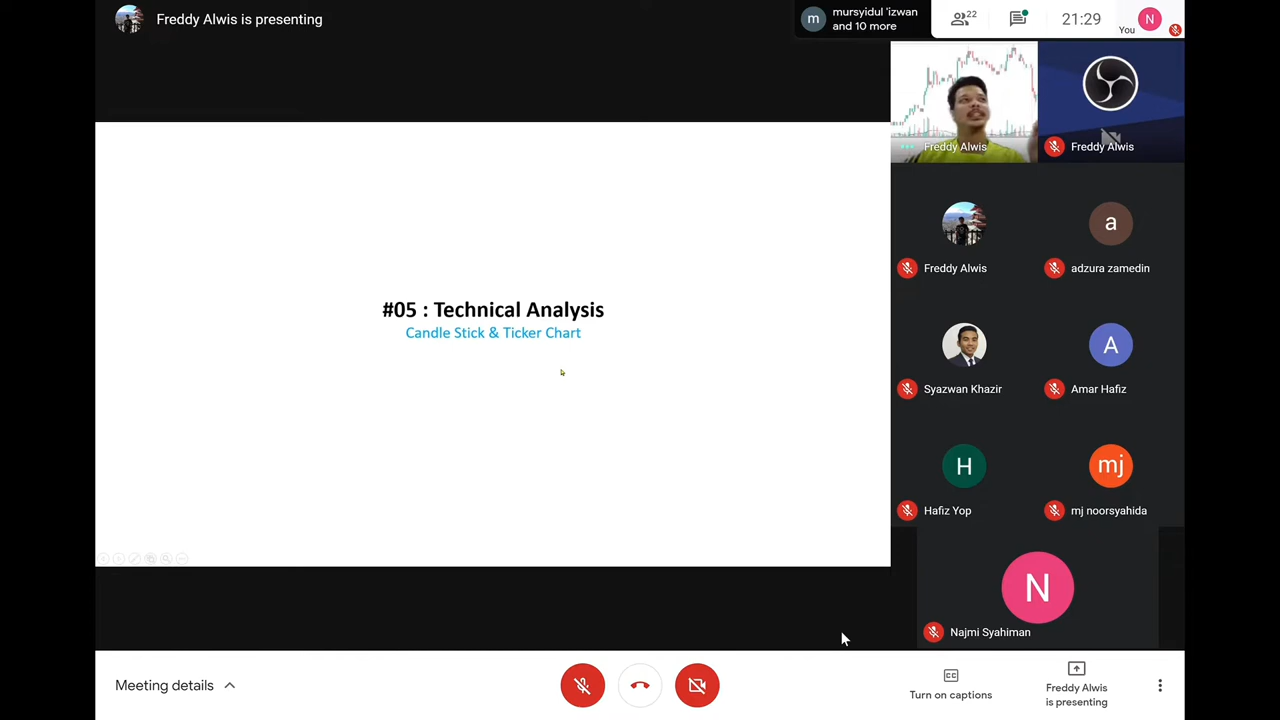 Freddy Alwis is presenting
m
mursyidul 'izwan
and 10 more
22
21:29
You
N
Freddy Alwis
Freddy Alwis
#05 : Technical Analysis
Candle Stick & Ticker Chart
Freddy Alwis
a
adzura zamedin
Syazwan Khazir
A
Amar Hafiz
H
Hafiz Yop
mj
mj noorsyahida
N
Najmi Syahiman
Meeting details
CC
Turn on captions
Freddy Alwis
is presenting